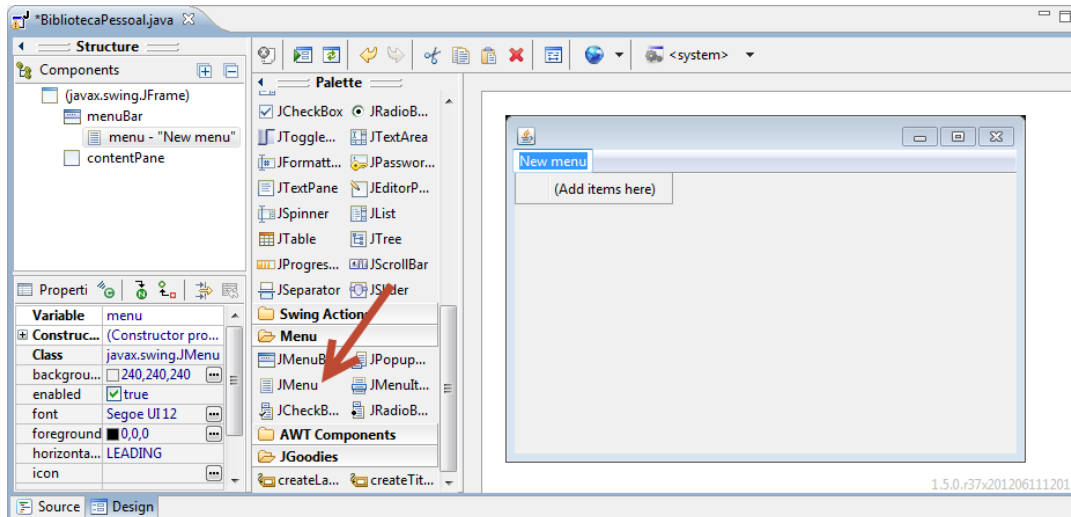 *BibliotecaPessoal.java
Structure
Components
(javax.swing.JFrame)
menuBar
menu - "New menu"
contentPane
Properti
Variable menu
Construc... (Constructor pro...
Class javax.swing.JMenu
backgrou... 240,240,240
enabled true
font Segoe UI 12
foreground 0,0,0
horizonta... LEADING
icon
<system>
Palette
JCheckBox JRadioB...
JToggle... JTextArea
JFormatt... JPasswor...
JTextPane JEditorP...
JSpinner JList
JTable JTree
JProgres... JScrollBar
JSeparator JSlider
Swing Actions
Menu
JMenuB... JPopup...
JMenu JMenuIt...
JCheckB... JRadioB...
AWT Components
JGoodies
createLa... createTit...
New menu
(Add items here)
1.5.0.r37x201206111201
Source Design